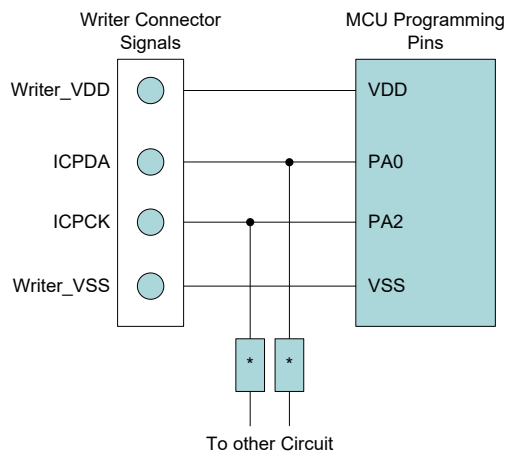 Writer Connector
Signals
MCU Programming
Pins
Writer_VDD
VDD
ICPDA
PA0
ICPCK
PA2
Writer_VSS
VSS
*
*
To other Circuit